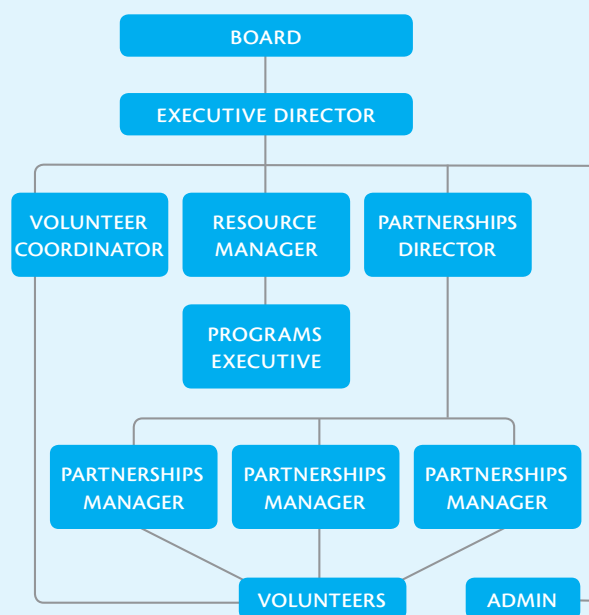 BOARD
EXECUTIVE DIRECTOR
VOLUNTEER
COORDINATOR
RESOURCE
MANAGER
PARTNERSHIPS
DIRECTOR
PROGRAMS
EXECUTIVE
PARTNERSHIPS
MANAGER
PARTNERSHIPS
MANAGER
PARTNERSHIPS
MANAGER
VOLUNTEERS
ADMIN